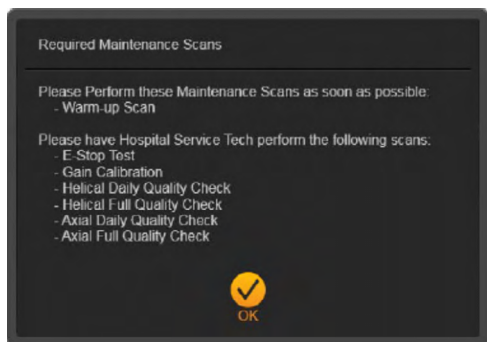 Required Maintenance Scans
Please Perform these Maintenance Scans as soon as possible:
- Warm-up Scan
Please have Hospital Service Tech perform the following scans:
- E-Stop Test
- Gain Calibration
- Helical Daily Quality Check
- Helical Full Quality Check
- Axial Daily Quality Check
- Axial Full Quality Check
OK